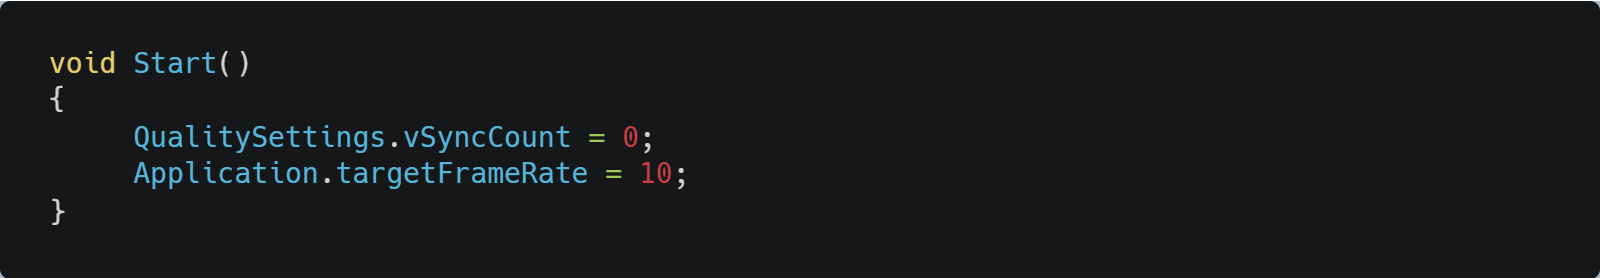 void Start()
{
     QualitySettings.vSyncCount = 0;
     Application.targetFrameRate = 10;
}